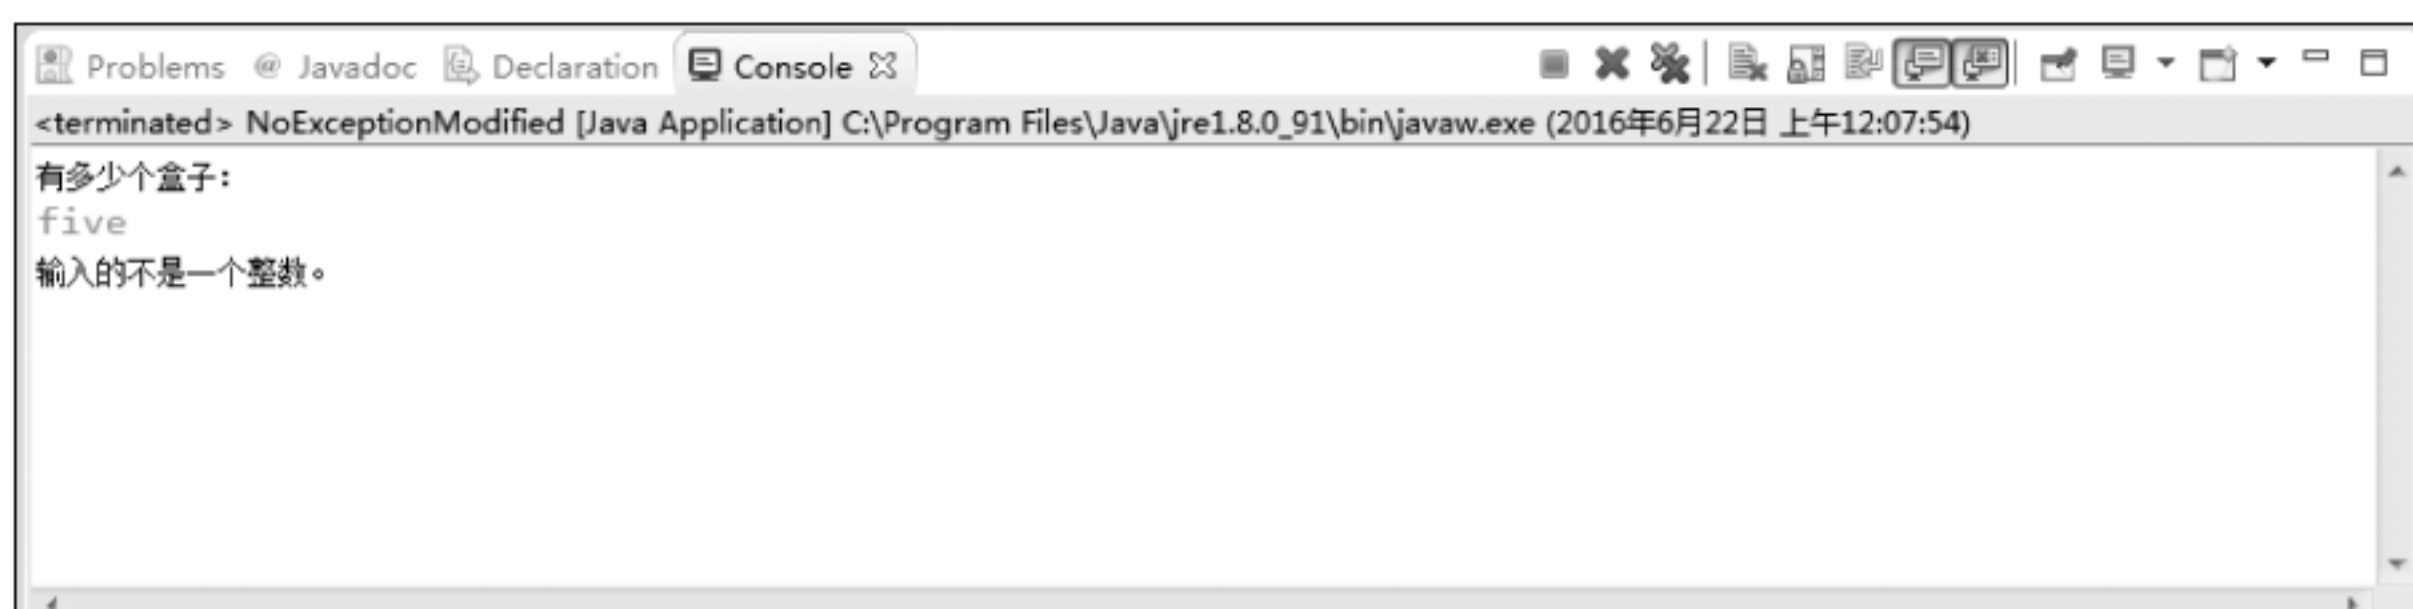 Problems @ Javadoc Declaration Console
<terminated> NoExceptionModified [Java Application] C:\Program Files\Java\jre1.8.0_91\bin\javaw.exe (2016年6月22日 上午12:07:54)
有多少个盒子:
five
输入的不是一个整数。